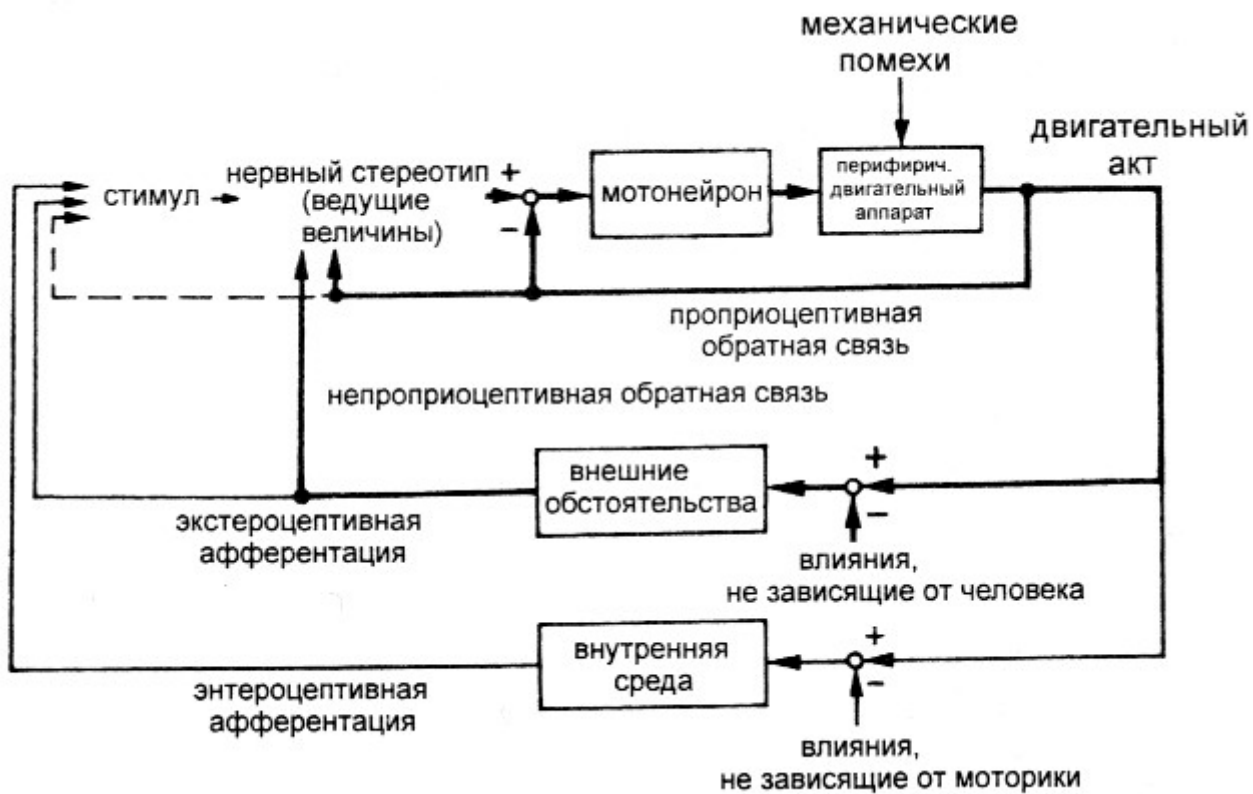 механические
помехи
двигательный
акт
стимул
нервный стереотип
(ведущие
величины)
+
−
мотонейрон
перифирич.
двигательный
аппарат
проприоцептивная
обратная связь
непроприоцептивная обратная связь
внешние
обстоятельства
+
−
экстероцептивная
афферентация
влияния,
не зависящие от человека
внутренняя
среда
+
−
энтероцептивная
афферентация
влияния,
не зависящие от моторики